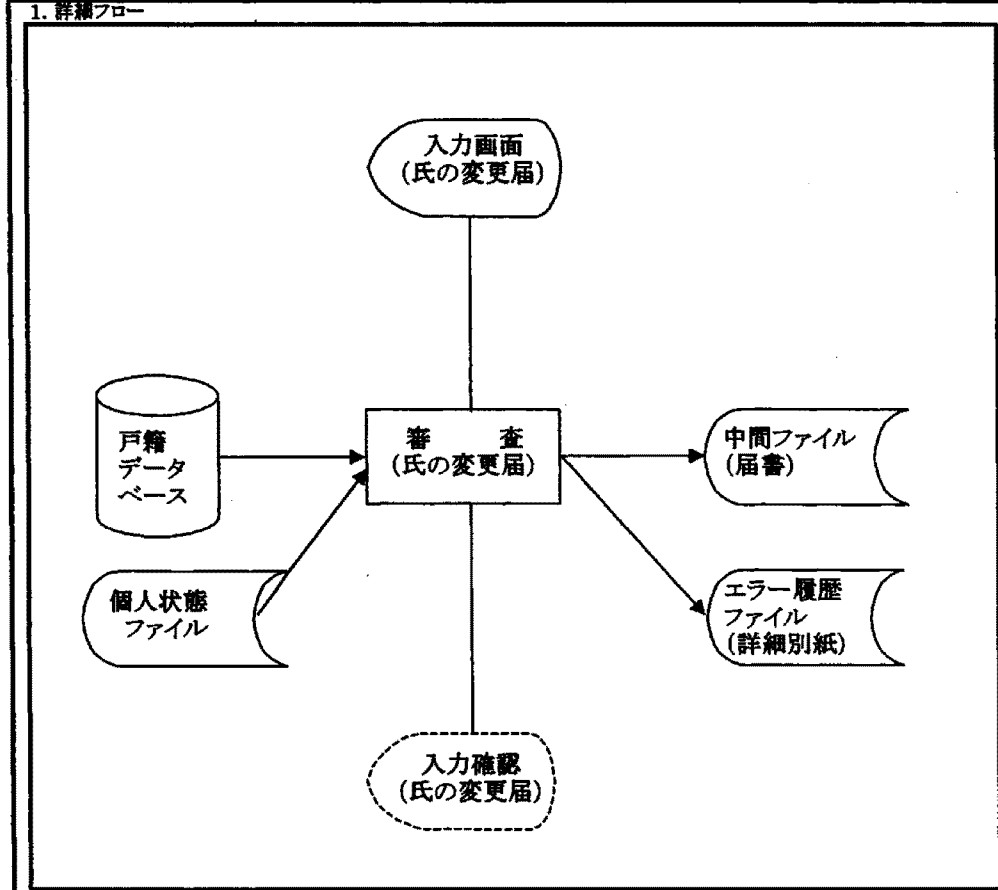 1. 詳細フロー
入力画面
(氏の変更届)
戸籍
データ
ベース
審　　査
(氏の変更届)
中間ファイル
(届書)
個人状態
ファイル
エラー履歴
ファイル
(詳細別紙)
入力確認
(氏の変更届)